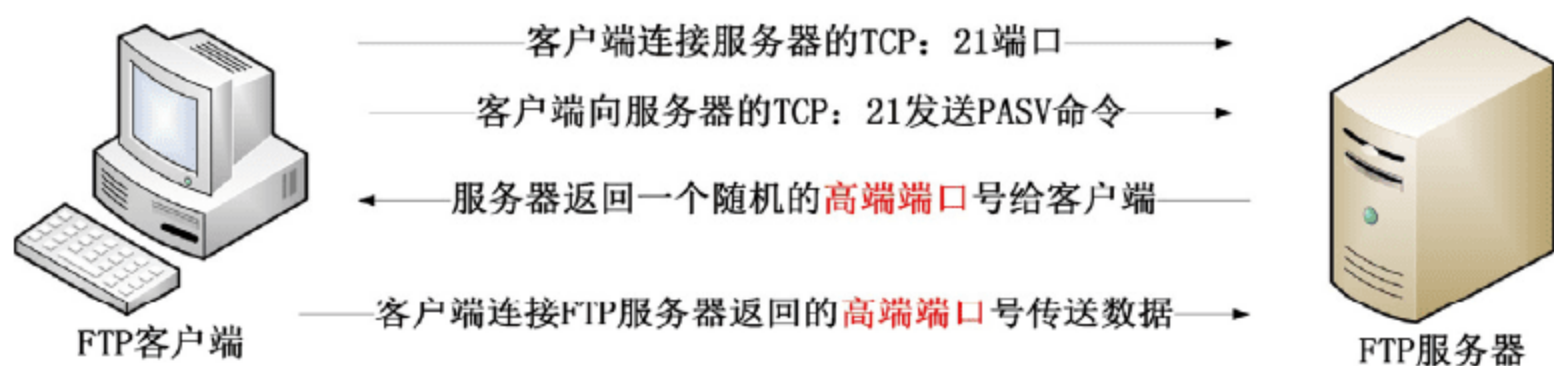 客户端连接服务器的TCP：21端口
客户端向服务器的TCP：21发送PASV命令
服务器返回一个随机的高端端口号给客户端
客户端连接FTP服务器返回的高端端口号传送数据
FTP客户端
FTP服务器